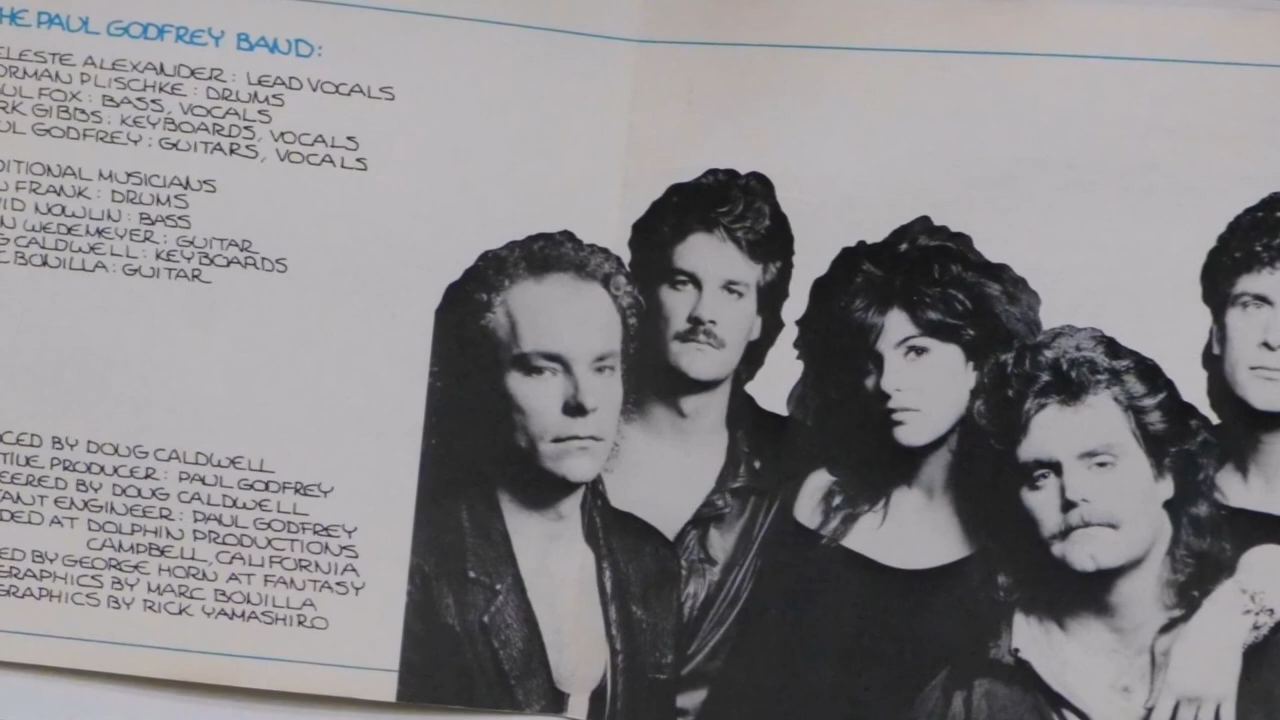 HE PAUL GODFREY BAND:
ELESTE ALEXANDER: LEAD VOCALS
ORMAN PLISCHKE: DRUMS
UL FOX: BASS, VOCALS
RK GIBBS: KEYBOARDS, VOCALS
UL GODFREY: GUITARS, VOCALS
DITIONAL MUSICIANS
FRANK: DRUMS
VID NOWLIN: BASS
N WEDEMEYER: GUITAR
G CALDWELL: KEYBOARDS
C BONILLA: GUITAR
CED BY DOUG CALDWELL
TIVE PRODUCER: PAUL GODFREY
EERED BY DOUG CALDWELL
TANT ENGINEER: PAUL GODFREY
DED AT DOLPHIN PRODUCTIONS
CAMPBELL, CALIFORNIA
ED BY GEORGE HORN AT FANTASY
GRAPHICS BY MARC BONILLA
GRAPHICS BY RICK YAMASHIRO